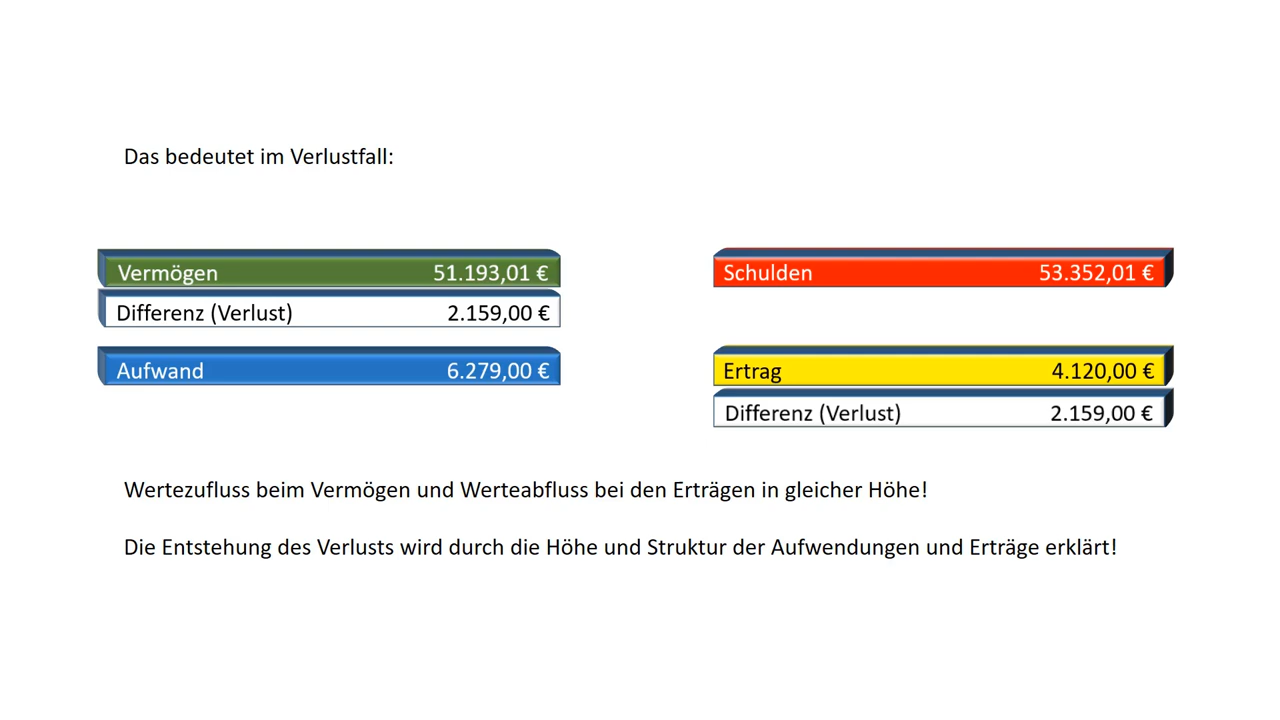 Das bedeutet im Verlustfall:
Vermögen 51.193,01 €
Schulden 53.352,01 €
Differenz (Verlust) 2.159,00 €
Aufwand 6.279,00 €
Ertrag 4.120,00 €
Differenz (Verlust) 2.159,00 €
Wertezufluss beim Vermögen und Werteabfluss bei den Erträgen in gleicher Höhe!
Die Entstehung des Verlusts wird durch die Höhe und Struktur der Aufwendungen und Erträge erklärt!